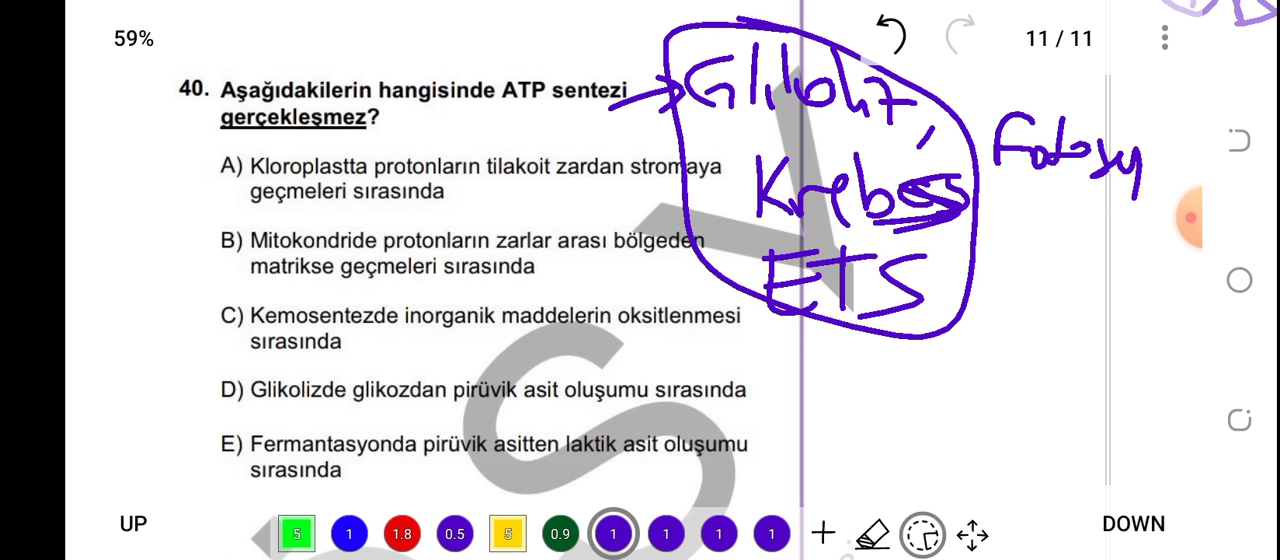 59%
11 / 11
40. Aşağıdakilerin hangisinde ATP sentezi
gerçekleşmez?
A) Kloroplastta protonların tilakoit zardan stromaya
geçmeleri sırasında
B) Mitokondride protonların zarlar arası bölgeden
matrikse geçmeleri sırasında
C) Kemosentezde inorganik maddelerin oksitlenmesi
sırasında
D) Glikolizde glikozdan pirüvik asit oluşumu sırasında
E) Fermantasyonda pirüvik asitten laktik asit oluşumu
sırasında
Krebs
ETS
UP
5 1 1.8 0.5 5 0.9 1 1 1 1
DOWN